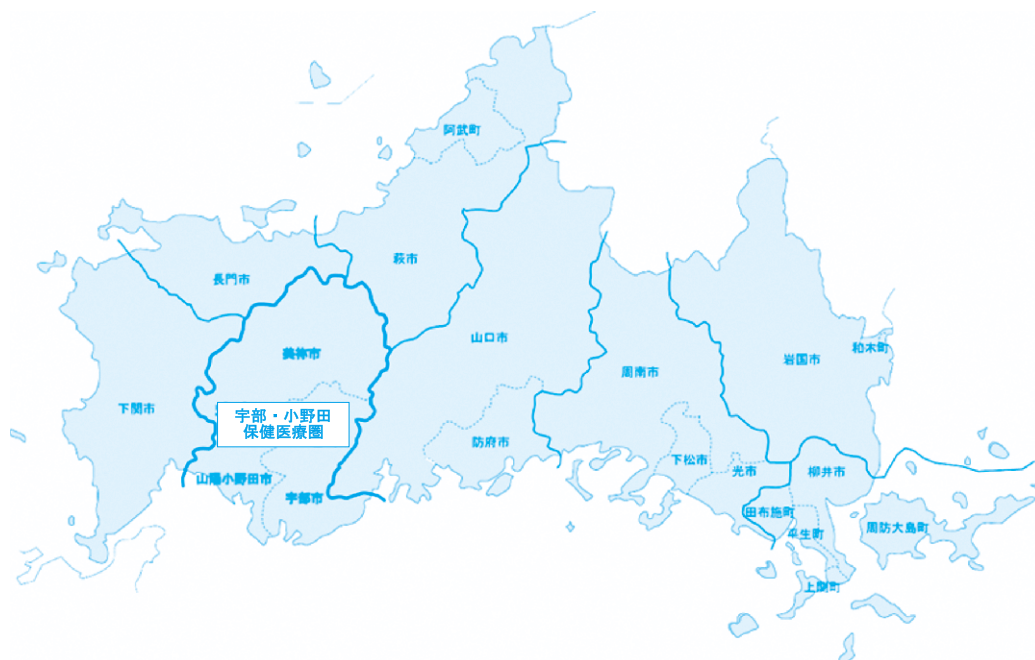 阿武町
萩市
長門市
美祢市
山口市
岩国市
和木町
周南市
下関市
宇部・小野田
保健医療圏
防府市
下松市
光市
柳井市
山陽小野田市
宇部市
田布施町
平生町
周防大島町
上関町